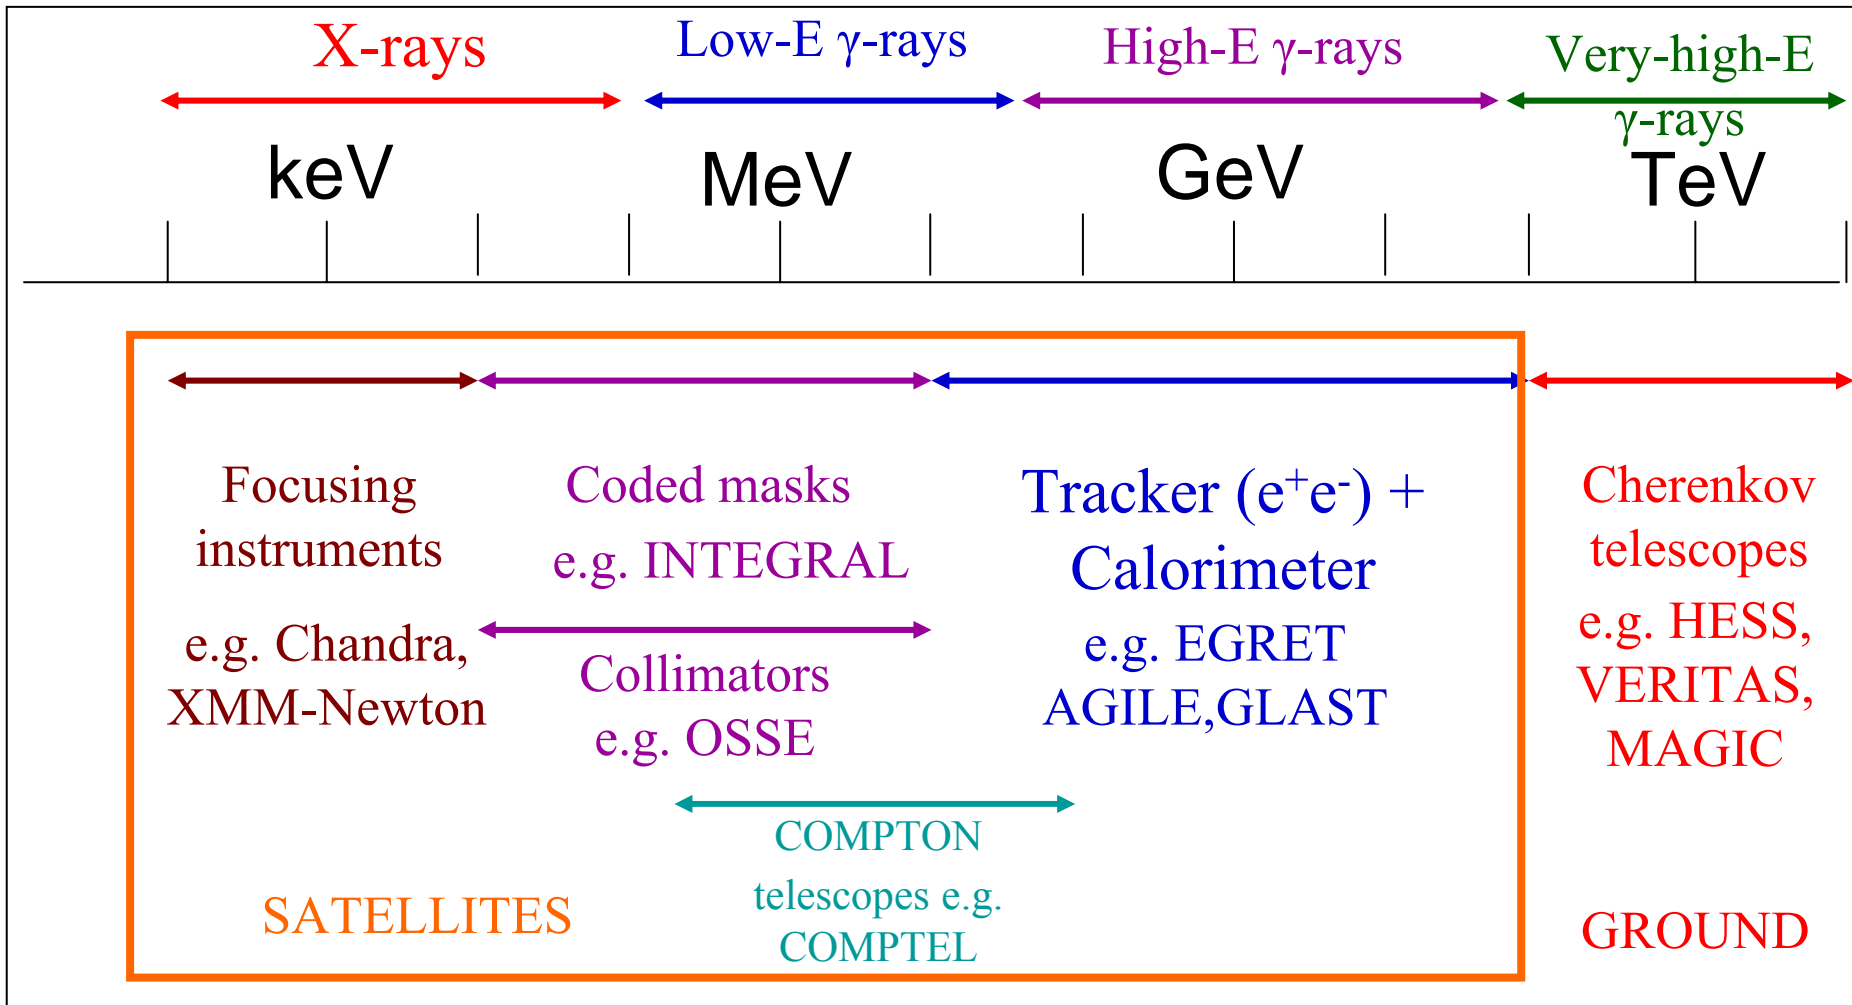 X-rays
Low-E γ-rays
High-E γ-rays
Very-high-E
γ-rays
keV
MeV
GeV
TeV
Focusing
instruments
e.g. Chandra,
XMM-Newton
Coded masks
e.g. INTEGRAL
Collimators
e.g. OSSE
COMPTON
telescopes e.g.
COMPTEL
Tracker (e⁺e⁻) +
Calorimeter
e.g. EGRET
AGILE,GLAST
Cherenkov
telescopes
e.g. HESS,
VERITAS,
MAGIC
SATELLITES
GROUND